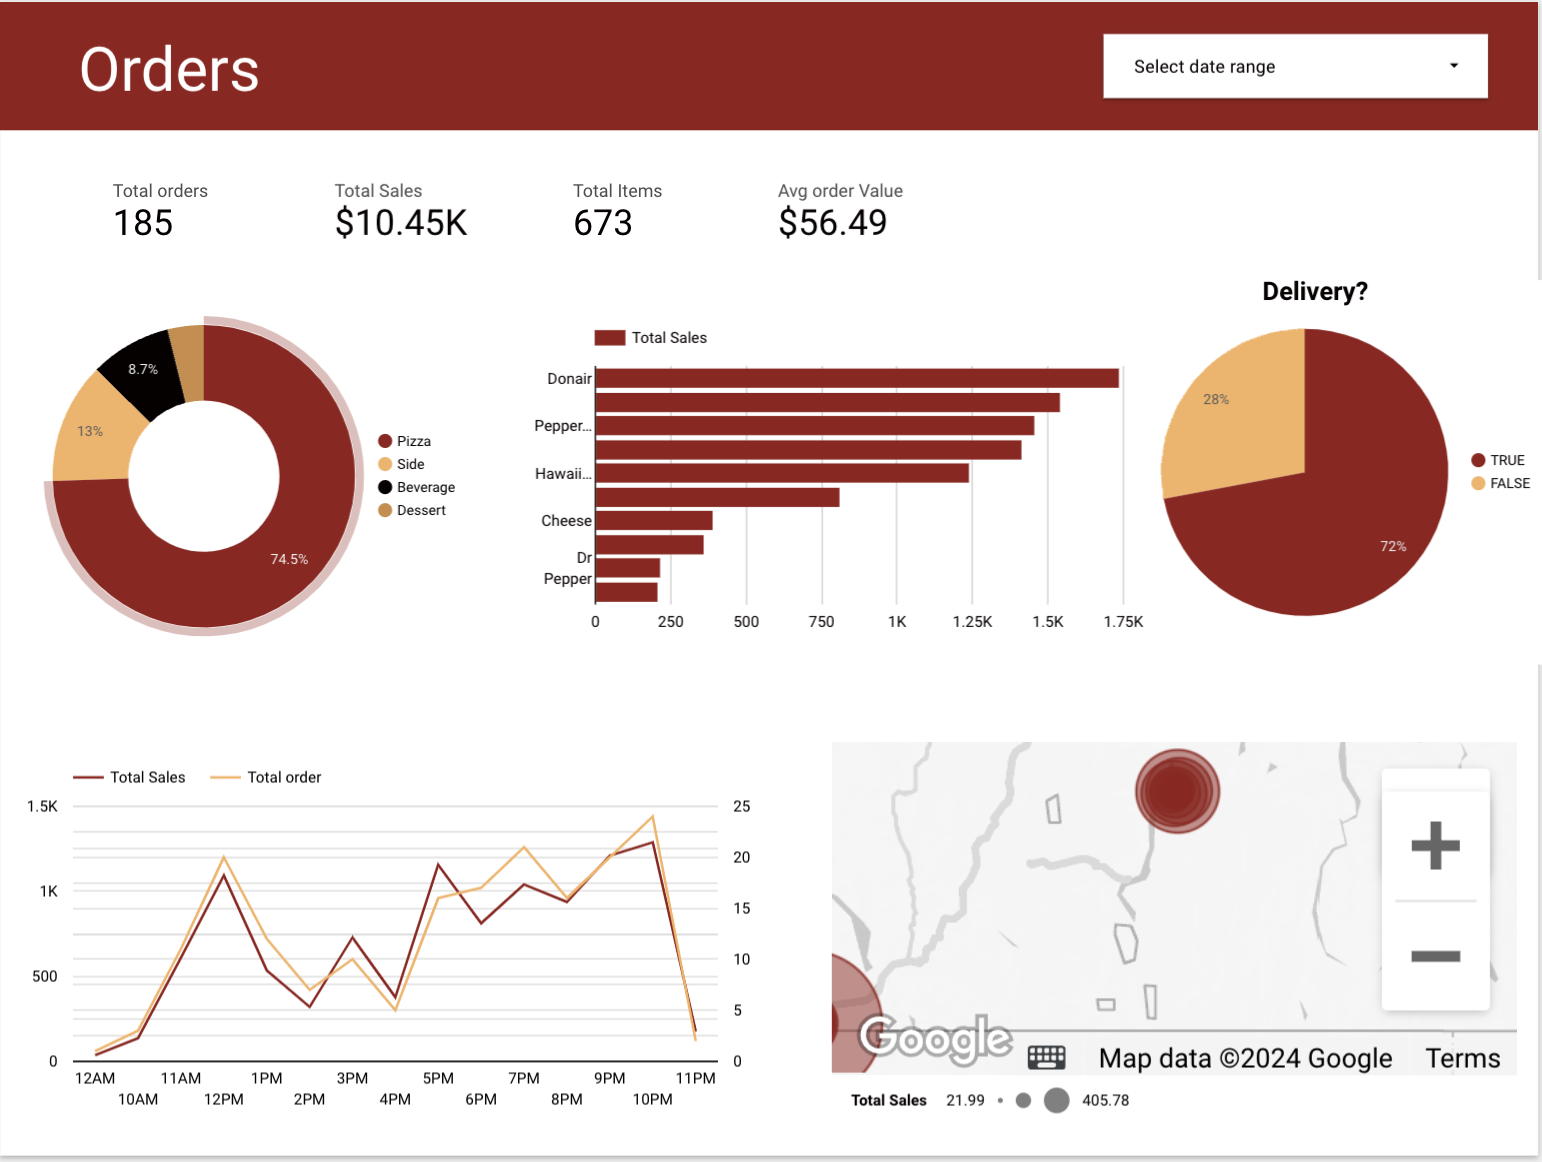 Orders
Select date range
Total orders
185
Total Sales
$10.45K
Total Items
673
Avg order Value
$56.49
8.7%
13%
74.5%
Pizza
Side
Beverage
Dessert
Total Sales
Donair
Pepper...
Hawaii...
Cheese
Dr
Pepper
0 250 500 750 1K 1.25K 1.5K 1.75K
Delivery?
28%
72%
TRUE
FALSE
Total Sales Total order
1.5K 25
20
1K
15
10
500
5
0 0
12AM 11AM 1PM 3PM 5PM 7PM 9PM 11PM
10AM 12PM 2PM 4PM 6PM 8PM 10PM
Google
Map data ©2024 Google Terms
Total Sales 21.99 405.78